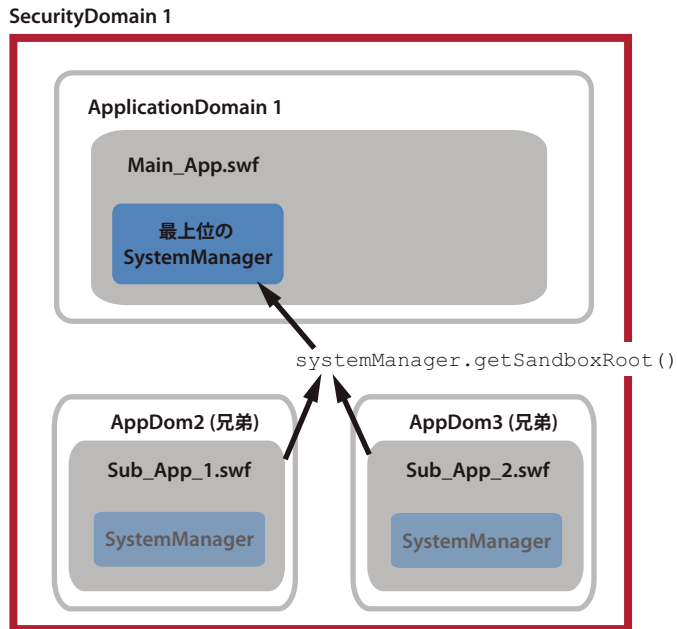 SecurityDomain 1
ApplicationDomain 1
Main_App.swf
最上位の
SystemManager
systemManager.getSandboxRoot()
AppDom2 (兄弟)
Sub_App_1.swf
SystemManager
AppDom3 (兄弟)
Sub_App_2.swf
SystemManager